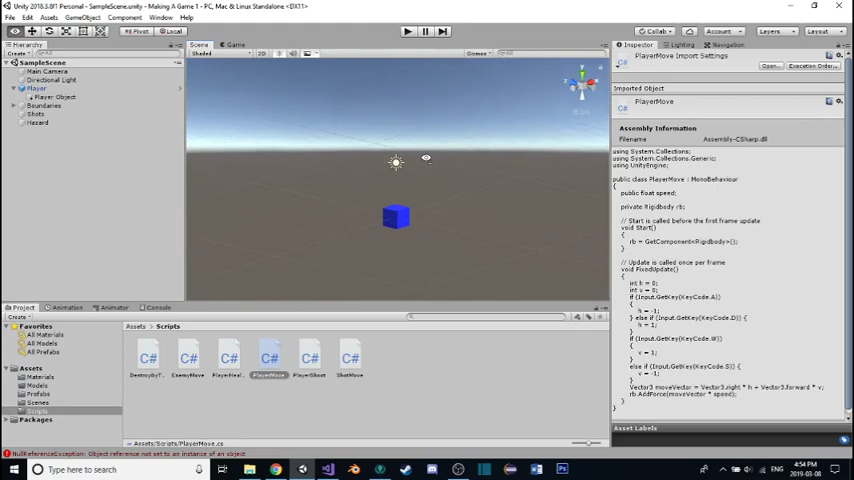 Unity 2018.3.8f1 Personal - SampleScene.unity - Making A Game 1 - PC, Mac & Linux Standalone <DX11>
File Edit Assets GameObject Component Window Help
Pivot Local Collab Account Layers Layout
Hierarchy
Create All
SampleScene
Main Camera
Directional Light
Player
Player Object
Boundaries
Shots
Hazard
Scene Game
Shaded 2D Gizmos All
Inspector Lighting Navigation
PlayerMove Import Settings
Open... Execution Order...
Imported Object
PlayerMove
Assembly Information
Filename Assembly-CSharp.dll
using System.Collections;
using System.Collections.Generic;
using UnityEngine;
public class PlayerMove : MonoBehaviour
{
public float speed;
private Rigidbody rb;
// Start is called before the first frame update
void Start()
{
rb = GetComponent<Rigidbody>();
}
// Update is called once per frame
void FixedUpdate()
{
int h = 0;
int v = 0;
if (Input.GetKey(KeyCode.A))
{
h = -1;
} else if (Input.GetKey(KeyCode.D)) {
h = 1;
}
if (Input.GetKey(KeyCode.W))
{
v = 1;
}
else if (Input.GetKey(KeyCode.S)) {
v = -1;
}
Vector3 moveVector = Vector3.right * h + Vector3.forward * v;
rb.AddForce(moveVector * speed);
}
}
Asset Labels
Project Animation Animator Console
Create
Favorites
All Materials
All Models
All Prefabs
Assets
Materials
Models
Prefabs
Scenes
Scripts
Packages
Assets Scripts
C# C# C# C# C# C#
DestroyByT... EnemyMove PlayerHeal... PlayerMove PlayerShoot ShotMove
Assets/Scripts/PlayerMove.cs
NullReferenceException: Object reference not set to an instance of an object
Type here to search
ENG
4:54 PM
2019-03-08